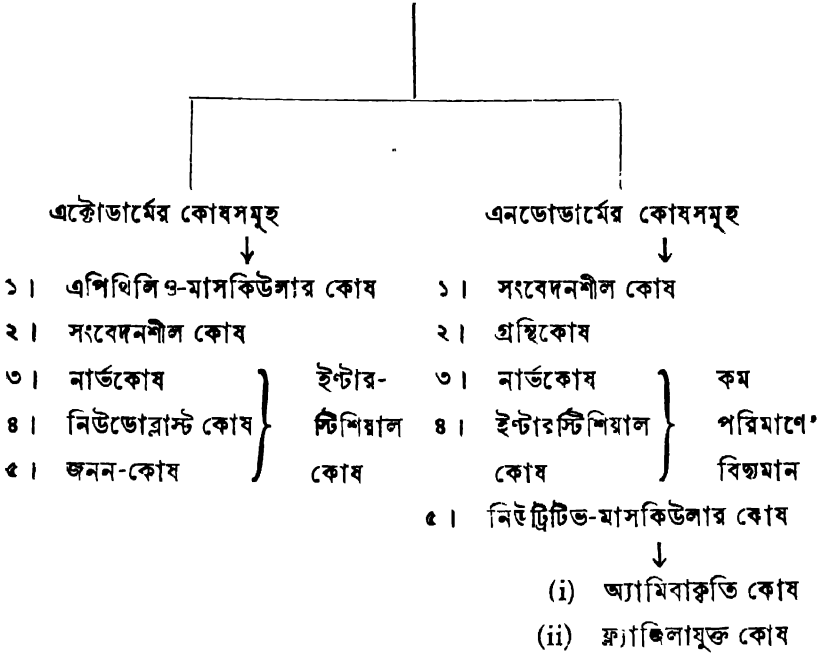 এক্টোডার্মের কোষসমূহ
১। এপিথিলিও-মাসকিউলার কোষ
২। সংবেদনশীল কোষ
৩। নার্ভকোষ
৪। নিউডোব্লাস্ট কোষ
৫। জনন-কোষ
ইন্টার-
স্টিশিয়াল
কোষ
এনডোডার্মের কোষসমূহ
১। সংবেদনশীল কোষ
২। গ্রন্থিকোষ
৩। নার্ভকোষ
৪। ইন্টারস্টিশিয়াল
কোষ
কম
পরিমাণে
বিদ্যমান
৫। নিউট্রিটিভ-মাসকিউলার কোষ
(i) অ্যামিবাকৃতি কোষ
(ii) ফ্ল্যাজিলাযুক্ত কোষ